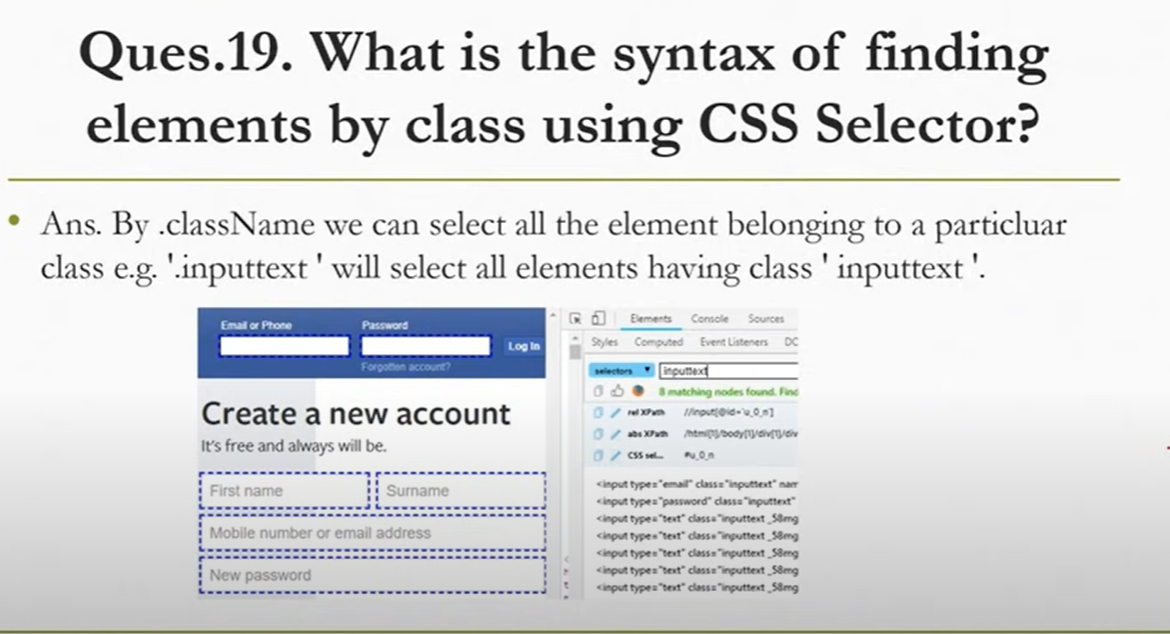 Ques.19. What is the syntax of finding
elements by class using CSS Selector?
• Ans. By .className we can select all the element belonging to a particluar
class e.g. '.inputtext ' will select all elements having class ' inputtext '.
Email or Phone Password
Log In
Forgotten account?
Create a new account
It's free and always will be.
First name Surname
Mobile number or email address
New password
Elements Console Sources
Styles Computed Event Listeners DC
selectors inputtext
8 matching nodes found. Find
rel XPath //input[@id='u_0_n']
abs XPath /html[1]/body[1]/div[1]/div
CSS sel... #u_0_n
<input type="email" class="inputtext" nam
<input type="password" class="inputtext"
<input type="text" class="inputtext _58mg
<input type="text" class="inputtext _58mg
<input type="text" class="inputtext _58mg
<input type="text" class="inputtext _58mg
<input type="text" class="inputtext _58mg